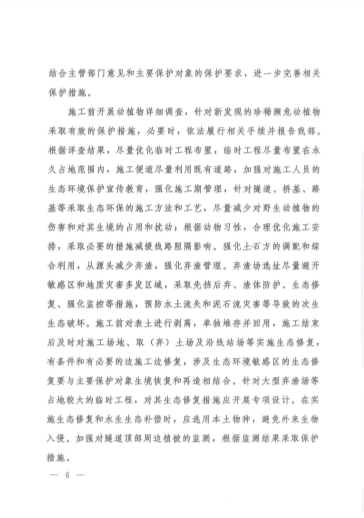 结合主管部门意见和主要保护对象的保护要求，进一步完善相关
保护措施。
施工前开展动植物详细调查，针对新发现的珍稀濒危动植物
采取有效的保护措施，必要时，依法履行相关手续并报告我部。
根据评查结果，尽量优化临时工程布置，临时工程尽量布置在永
久占地范围内，施工便道尽量利用既有道路，加强对施工人员的
生态环境保护宣传教育，强化施工期管理，针对隧道、桥基、路
基等采取生态环保的施工方法和工艺，尽量减少对野生动植物的
伤害和对其生境的占用和扰动；根据动物习性，合理优化施工安
排，采取必要的措施减缓线路阻隔影响。强化土石方的调配和综
合利用，从源头减少弃渣，强化弃渣管理。弃渣场选址尽量避开
敏感区和地质灾害多发区域，采取先挡后弃、渣体防护、生态修
复、强化监控等措施，预防水土流失和泥石流灾害等导致的次生
生态破坏。施工前对表土进行剥离，单独堆存并回用，施工结束
后及时对施工场地、取（弃）土场及沿线站场等实施生态修复，
有条件和有必要的边施工边修复，涉及生态环境敏感区的生态修
复要与主要保护对象生境恢复和再造相结合。针对大型弃渣场等
占地较大的临时工程，对其生态修复措施应开展专项设计。在实
施生态修复和水生生态补偿时，应选用本土物种，避免外来生物
入侵。加强对隧道顶部周边植被的监测，根据监测结果采取保护
措施。
— 6 —